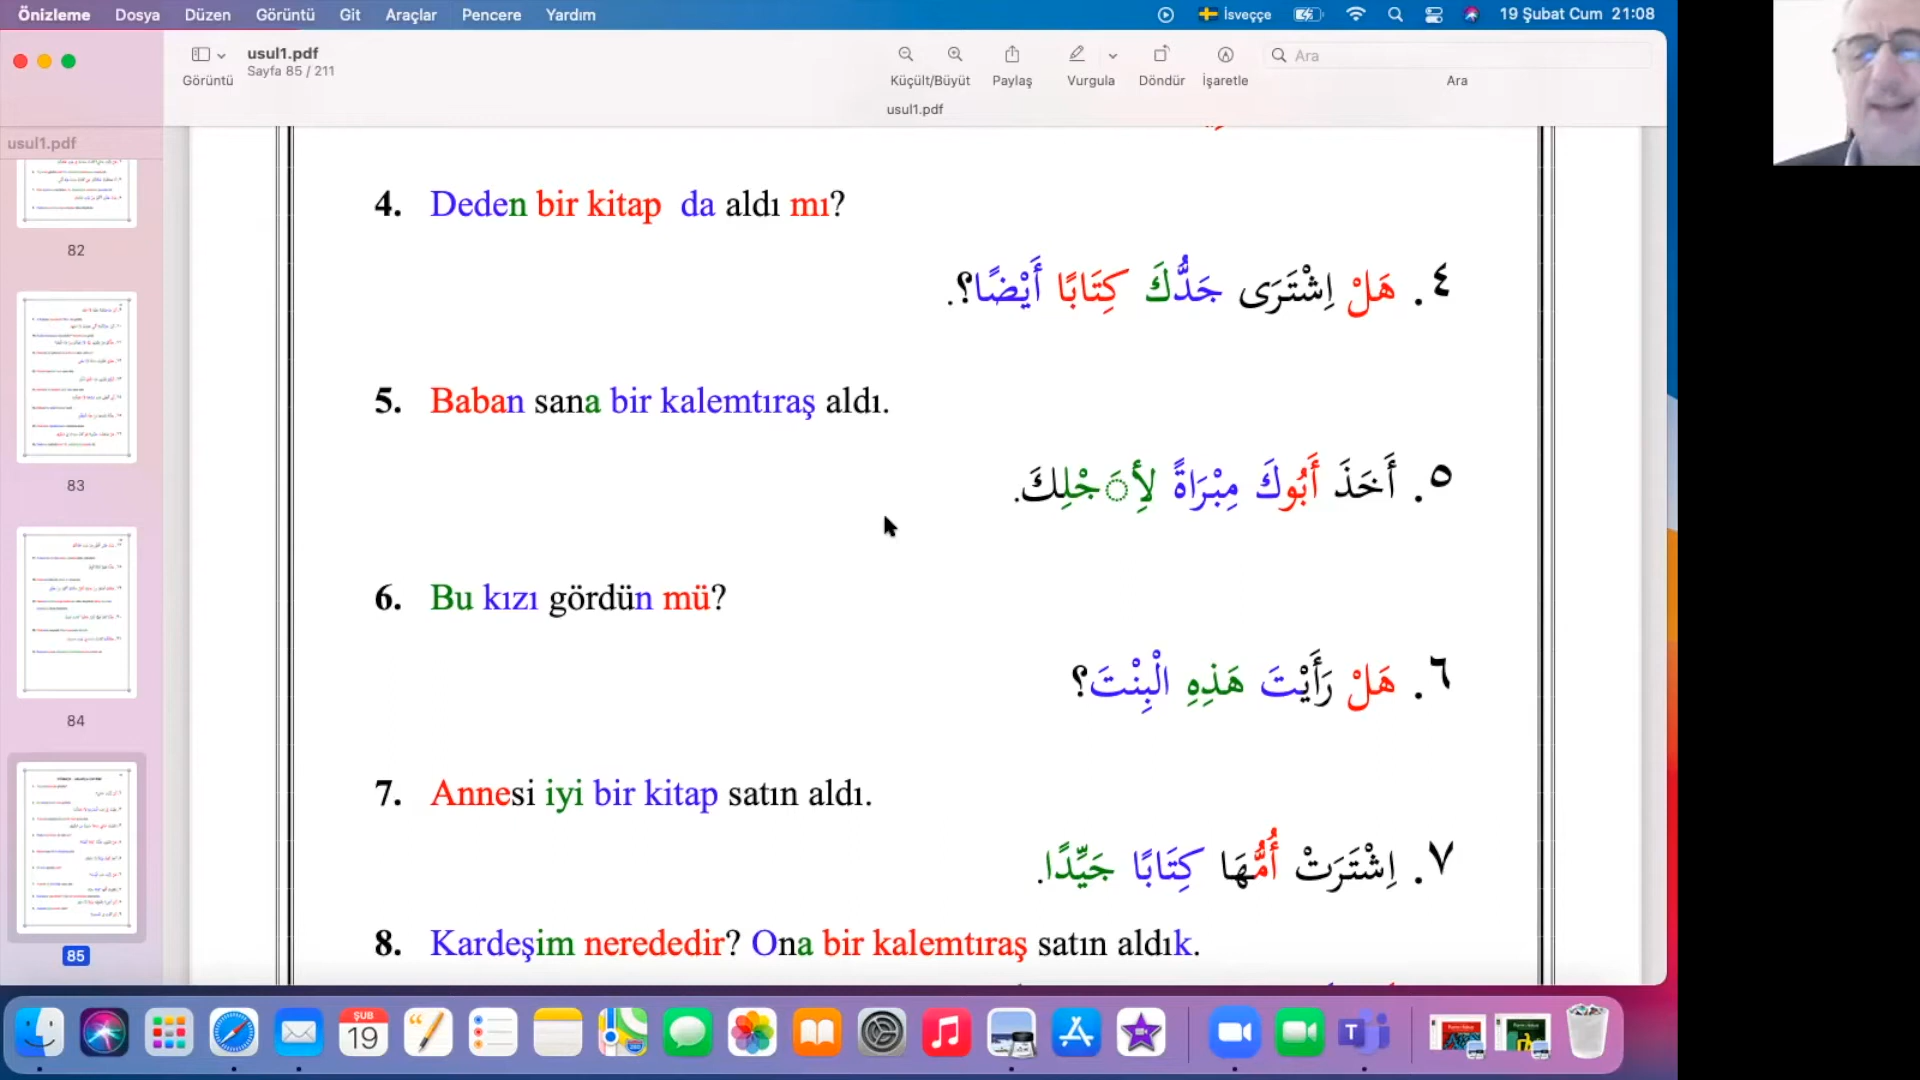 Önizleme Dosya Düzen Görüntü Git Araçlar Pencere Yardım İsveççe 19 Şubat Cum 21:08
usul1.pdf
Sayfa 85 / 211
Görüntü Küçült/Büyüt Paylaş Vurgula Döndür İşaretle Ara
Ara
usul1.pdf
usul1.pdf
82
83
84
85
4. Deden bir kitap da aldı mı?
٤. هَلْ اِشْتَرَى جَدُّكَ كِتَابًا أَيْضًا؟.
5. Baban sana bir kalemtıraş aldı.
٥. أَخَذَ أَبُوكَ مِبْرَاةً لِأَجْلِكَ.
6. Bu kızı gördün mü?
٦. هَلْ رَأَيْتَ هَذِهِ الْبِنْتَ؟
7. Annesi iyi bir kitap satın aldı.
٧. اِشْتَرَتْ أُمُّهَا كِتَابًا جَيِّدًا.
8. Kardeşim nerededir? Ona bir kalemtıraş satın aldık.
ŞUB
19